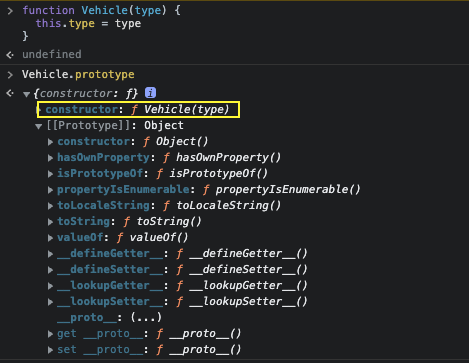 function Vehicle(type) {
this.type = type
}
undefined
Vehicle.prototype
{constructor: ƒ} i
constructor: ƒ Vehicle(type)
[[Prototype]]: Object
constructor: ƒ Object()
hasOwnProperty: ƒ hasOwnProperty()
isPrototypeOf: ƒ isPrototypeOf()
propertyIsEnumerable: ƒ propertyIsEnumerable()
toLocaleString: ƒ toLocaleString()
toString: ƒ toString()
valueOf: ƒ valueOf()
__defineGetter__: ƒ __defineGetter__()
__defineSetter__: ƒ __defineSetter__()
__lookupGetter__: ƒ __lookupGetter__()
__lookupSetter__: ƒ __lookupSetter__()
__proto__: (...)
get __proto__: ƒ __proto__()
set __proto__: ƒ __proto__()